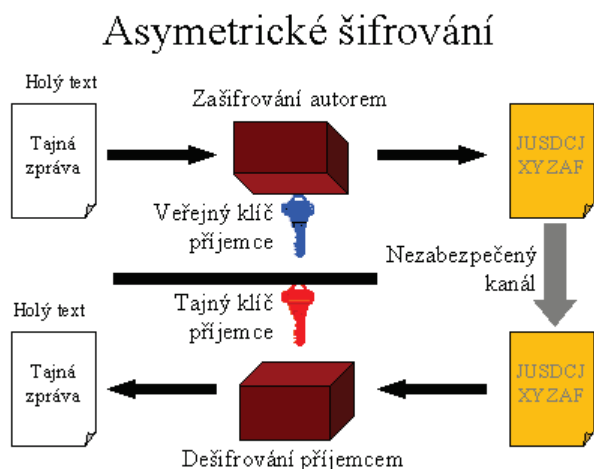 Asymetrické šifrování
Holý text
Zašifrování autorem
Tajná
zpráva
JUSDCJ
XYZAF
Veřejný klíč
příjemce
Nezabezpečený
kanál
Tajný klíč
příjemce
Holý text
Tajná
zpráva
JUSDCJ
XYZAF
Dešifrování příjemcem